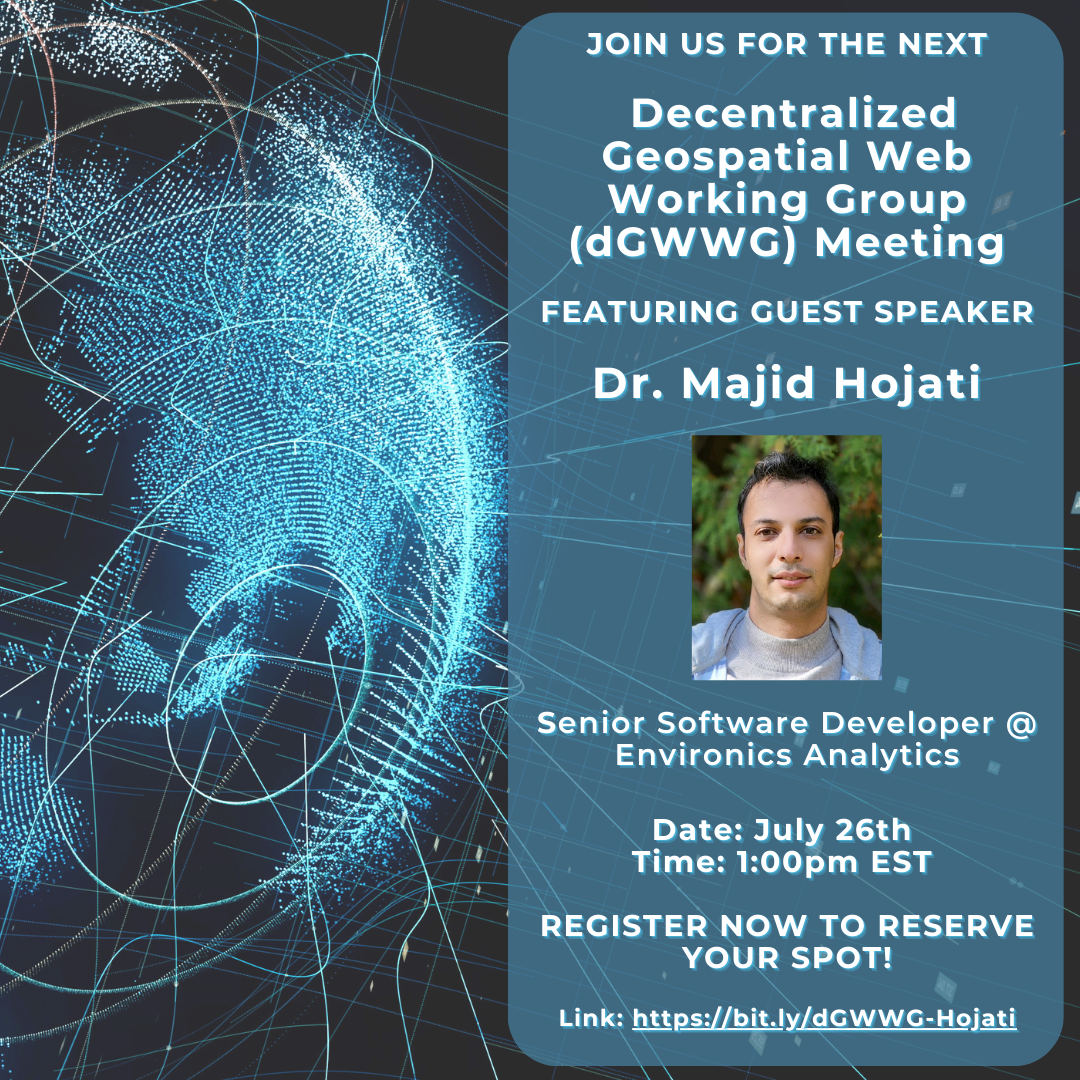 JOIN US FOR THE NEXT
Decentralized
Geospatial Web
Working Group
(dGWWG) Meeting
FEATURING GUEST SPEAKER
Dr. Majid Hojati
Senior Software Developer @
Environics Analytics
Date: July 26th
Time: 1:00pm EST
REGISTER NOW TO RESERVE
YOUR SPOT!
Link: https://bit.ly/dGWWG-Hojati